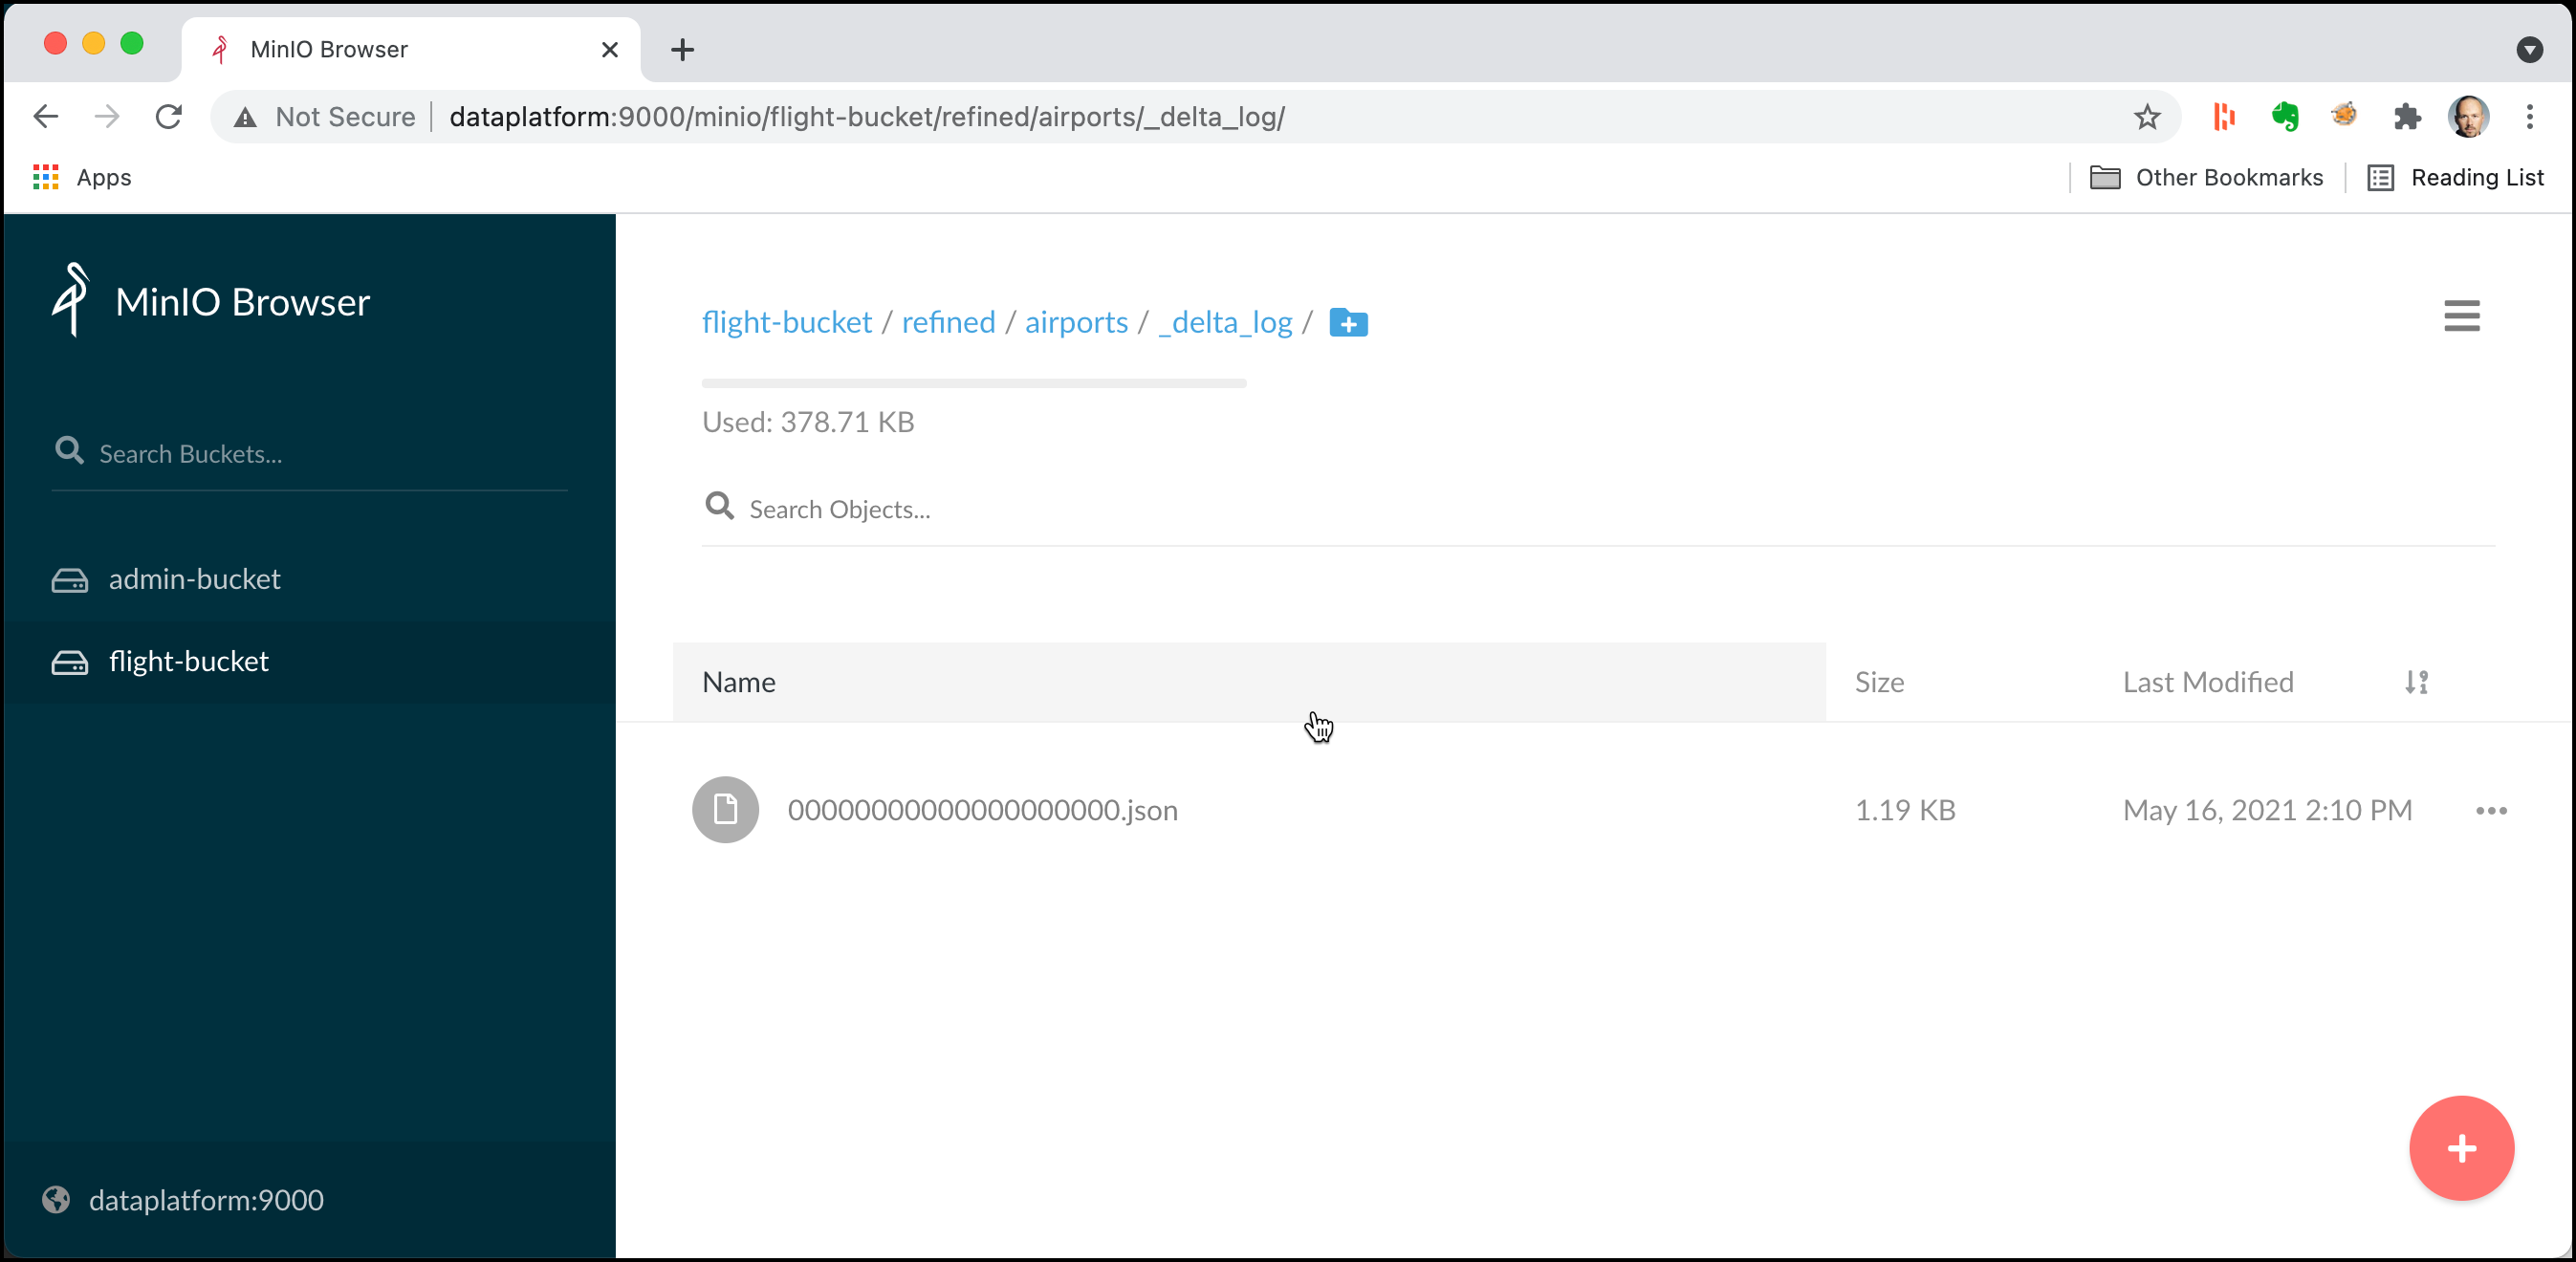 MinIO Browser
Not Secure dataplatform:9000/minio/flight-bucket/refined/airports/_delta_log/
Apps
Other Bookmarks
Reading List
MinIO Browser
Search Buckets...
admin-bucket
flight-bucket
dataplatform:9000
flight-bucket / refined / airports / _delta_log /
Used: 378.71 KB
Search Objects...
Name Size Last Modified
00000000000000000000.json 1.19 KB May 16, 2021 2:10 PM